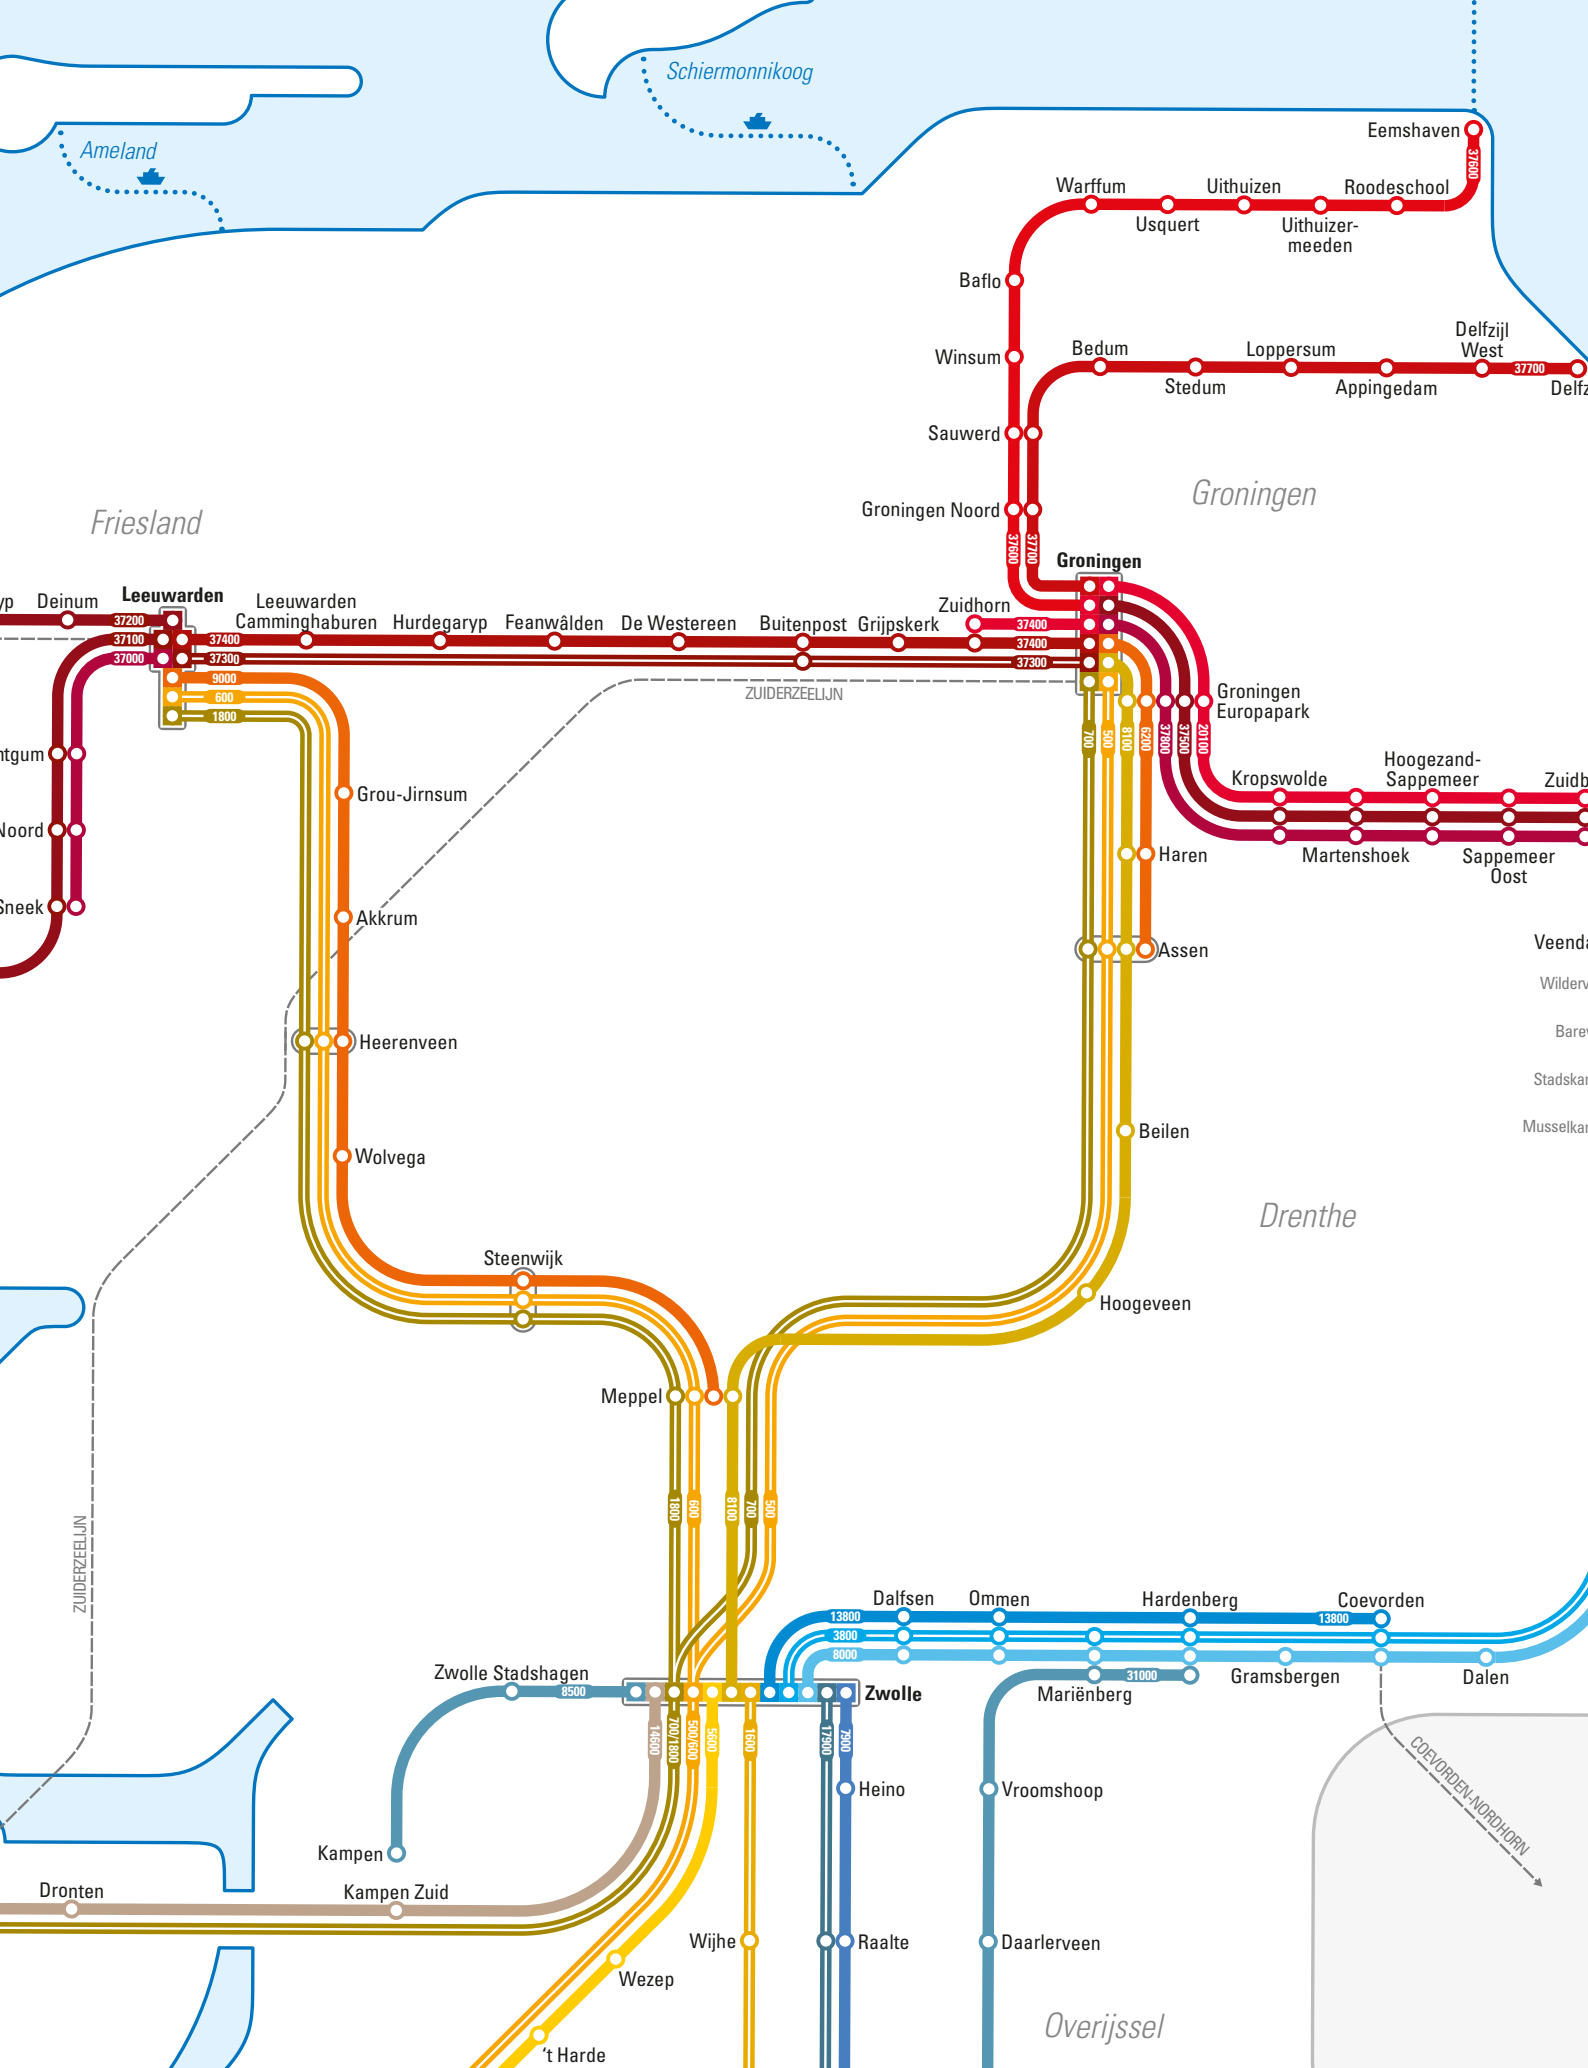 Schiermonnikoog
Ameland
Eemshaven
37600
Warffum
Uithuizen
Roodeschool
Usquert
Uithuizer-
meeden
Baflo
Winsum
Delfzijl
West
Bedum
Loppersum
37700
Stedum
Appingedam
Sauwerd
Groningen
Groningen Noord
Friesland
37600
37700
Groningen
Deinum
Leeuwarden
Leeuwarden
Camminghaburen
Hurdegaryp
Feanwâlden
De Westereen
Buitenpost
Grijpskerk
Zuidhorn
37200
37100
37000
37400
37300
9000
600
1800
37400
37400
37300
ZUIDERZEELIJN
Groningen
Europapark
700
500
8100
6200
37800
37500
20100
Kropswolde
Hoogezand-
Sappemeer
Martenshoek
Sappemeer
Oost
Grou-Jirnsum
Haren
Akkrum
Assen
Heerenveen
Beilen
Wolvega
Drenthe
Steenwijk
Hoogeveen
Meppel
1800
600
8100
700
500
ZUIDERZEELIJN
Dalfsen
Ommen
Hardenberg
Coevorden
13800
13800
3800
8000
Gramsbergen
Dalen
Mariënberg
31000
Zwolle Stadshagen
8500
Zwolle
14600
700/1800
500/600
5600
1600
17900
7900
Heino
Vroomshoop
COEVORDEN-NORDHORN
Kampen
Dronten
Kampen Zuid
Wijhe
Raalte
Daarlerveen
Wezep
Overijssel
't Harde